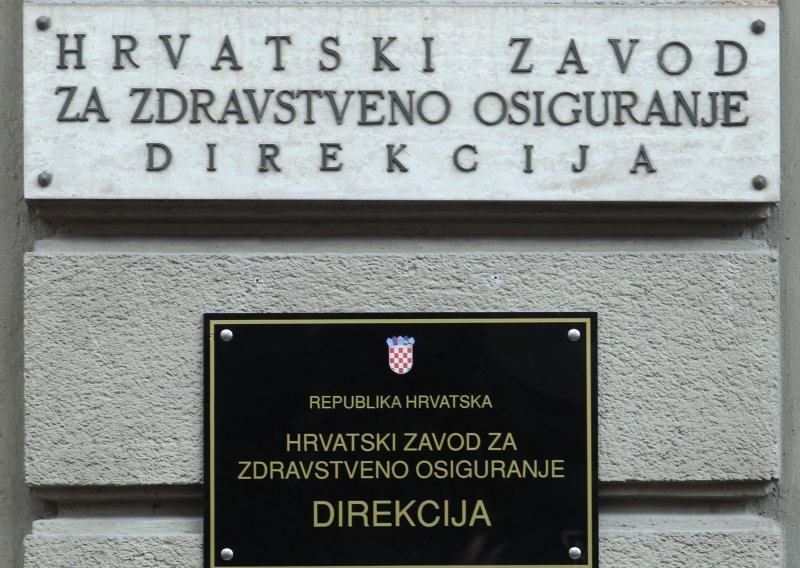 HRVATSKI ZAVOD
ZA ZDRAVSTVENO OSIGURANJE
DIREKCIJA
REPUBLIKA HRVATSKA
HRVATSKI ZAVOD ZA
ZDRAVSTVENO OSIGURANJE
DIREKCIJA